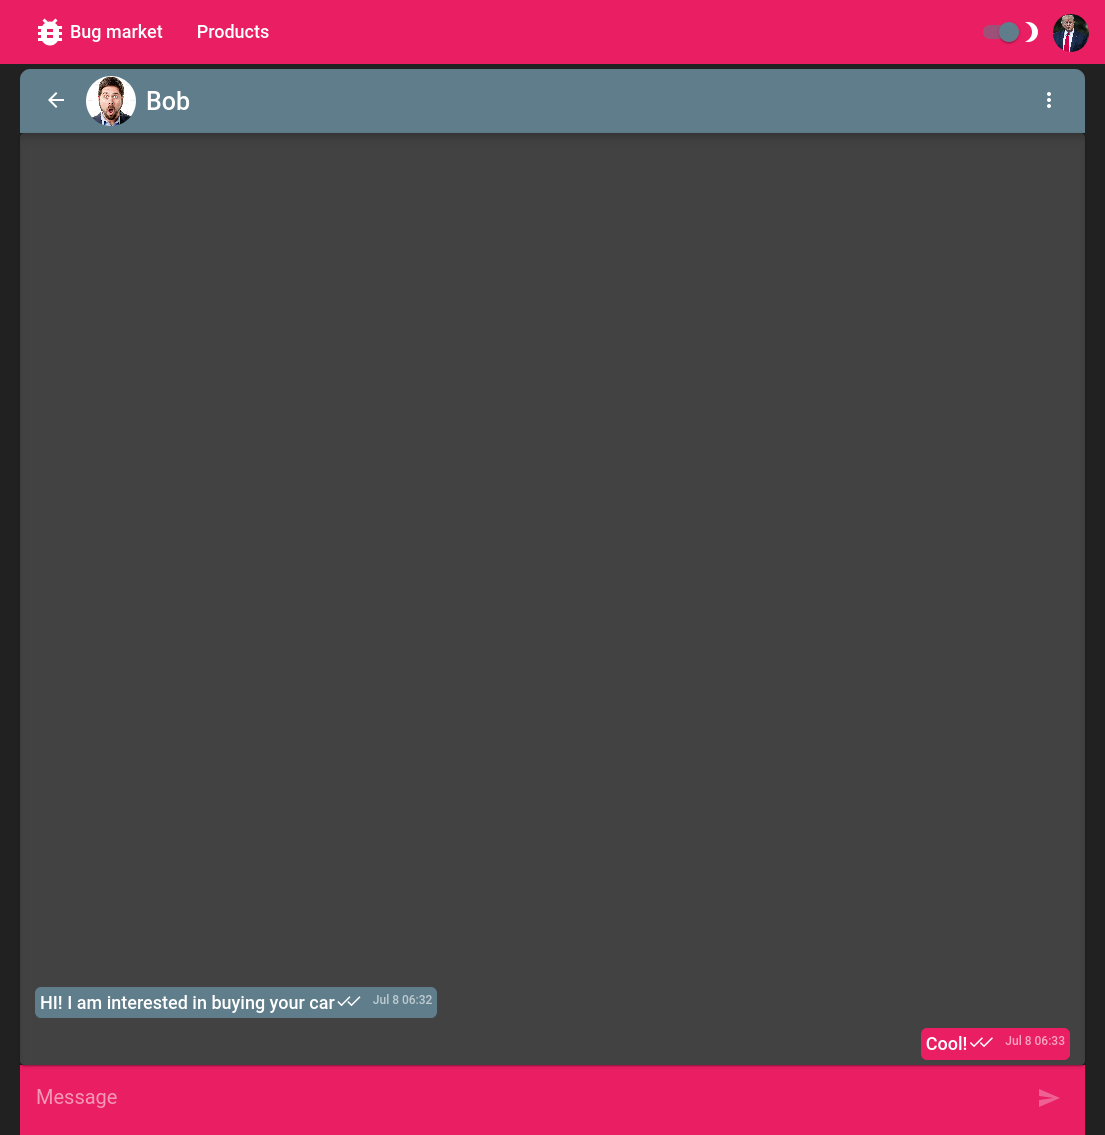 Bug market Products
Bob
HI! I am interested in buying your car Jul 8 06:32
Cool! Jul 8 06:33
Message